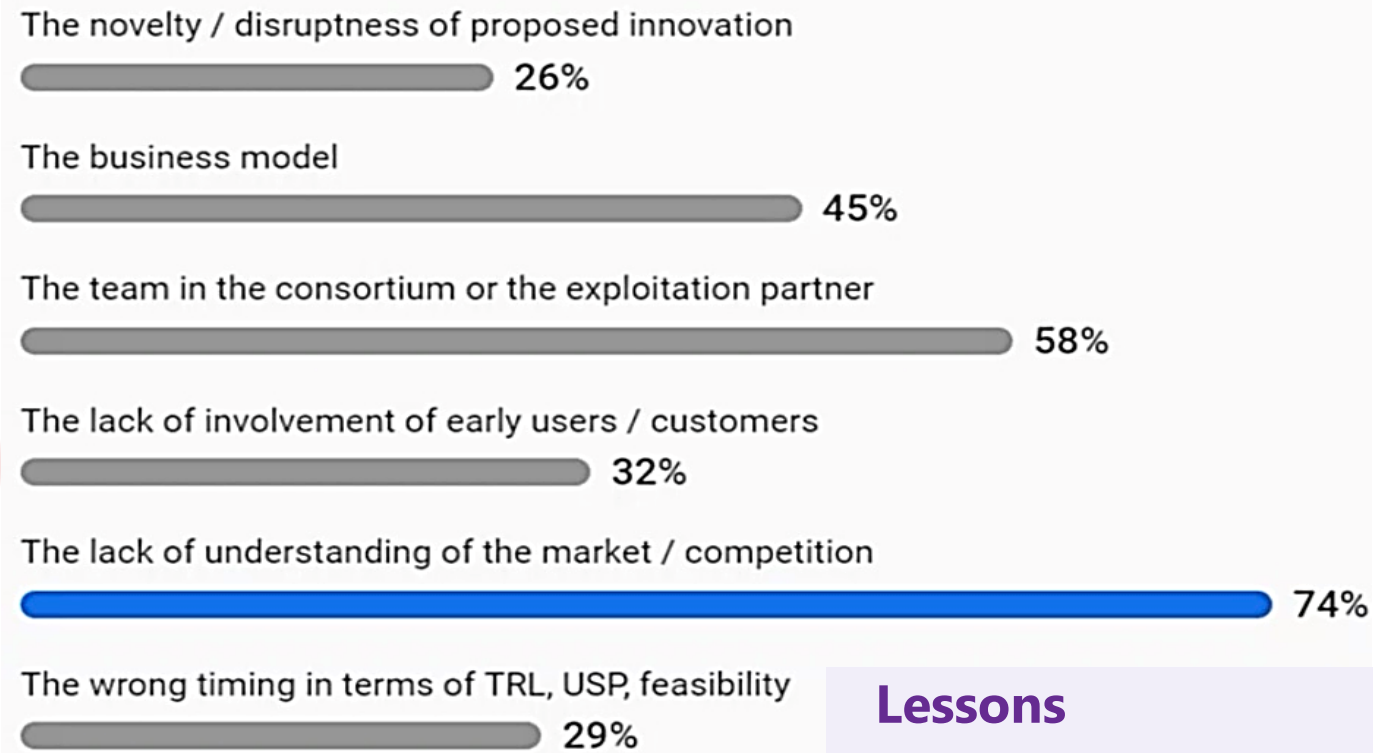 The novelty / disruptness of proposed innovation
26%
The business model
45%
The team in the consortium or the exploitation partner
58%
The lack of involvement of early users / customers
32%
The lack of understanding of the market / competition
74%
The wrong timing in terms of TRL, USP, feasibility
29%
Lessons